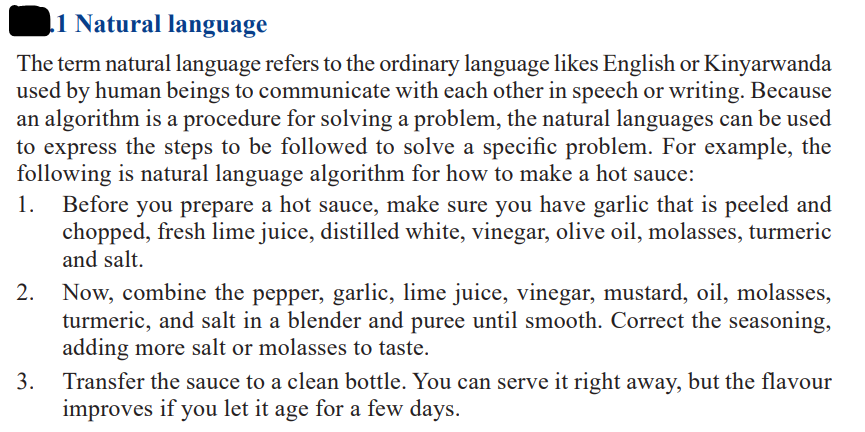 .1 Natural language
The term natural language refers to the ordinary language likes English or Kinyarwanda
used by human beings to communicate with each other in speech or writing. Because
an algorithm is a procedure for solving a problem, the natural languages can be used
to express the steps to be followed to solve a specific problem. For example, the
following is natural language algorithm for how to make a hot sauce:
1. Before you prepare a hot sauce, make sure you have garlic that is peeled and
chopped, fresh lime juice, distilled white, vinegar, olive oil, molasses, turmeric
and salt.
2. Now, combine the pepper, garlic, lime juice, vinegar, mustard, oil, molasses,
turmeric, and salt in a blender and puree until smooth. Correct the seasoning,
adding more salt or molasses to taste.
3. Transfer the sauce to a clean bottle. You can serve it right away, but the flavour
improves if you let it age for a few days.